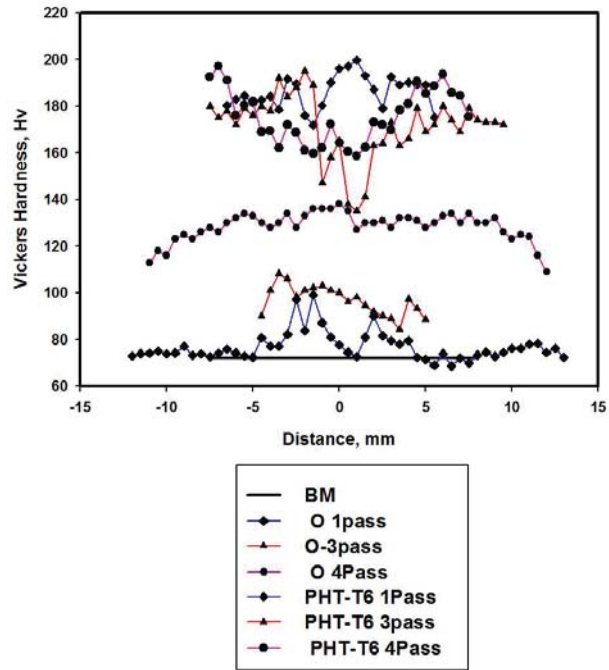 220
200
180
160
140
120
100
80
60
Vickers Hardness, Hv
-15 -10 -5 0 5 10 15
Distance, mm
BM
O 1pass
O-3pass
O 4Pass
PHT-T6 1Pass
PHT-T6 3pass
PHT-T6 4Pass